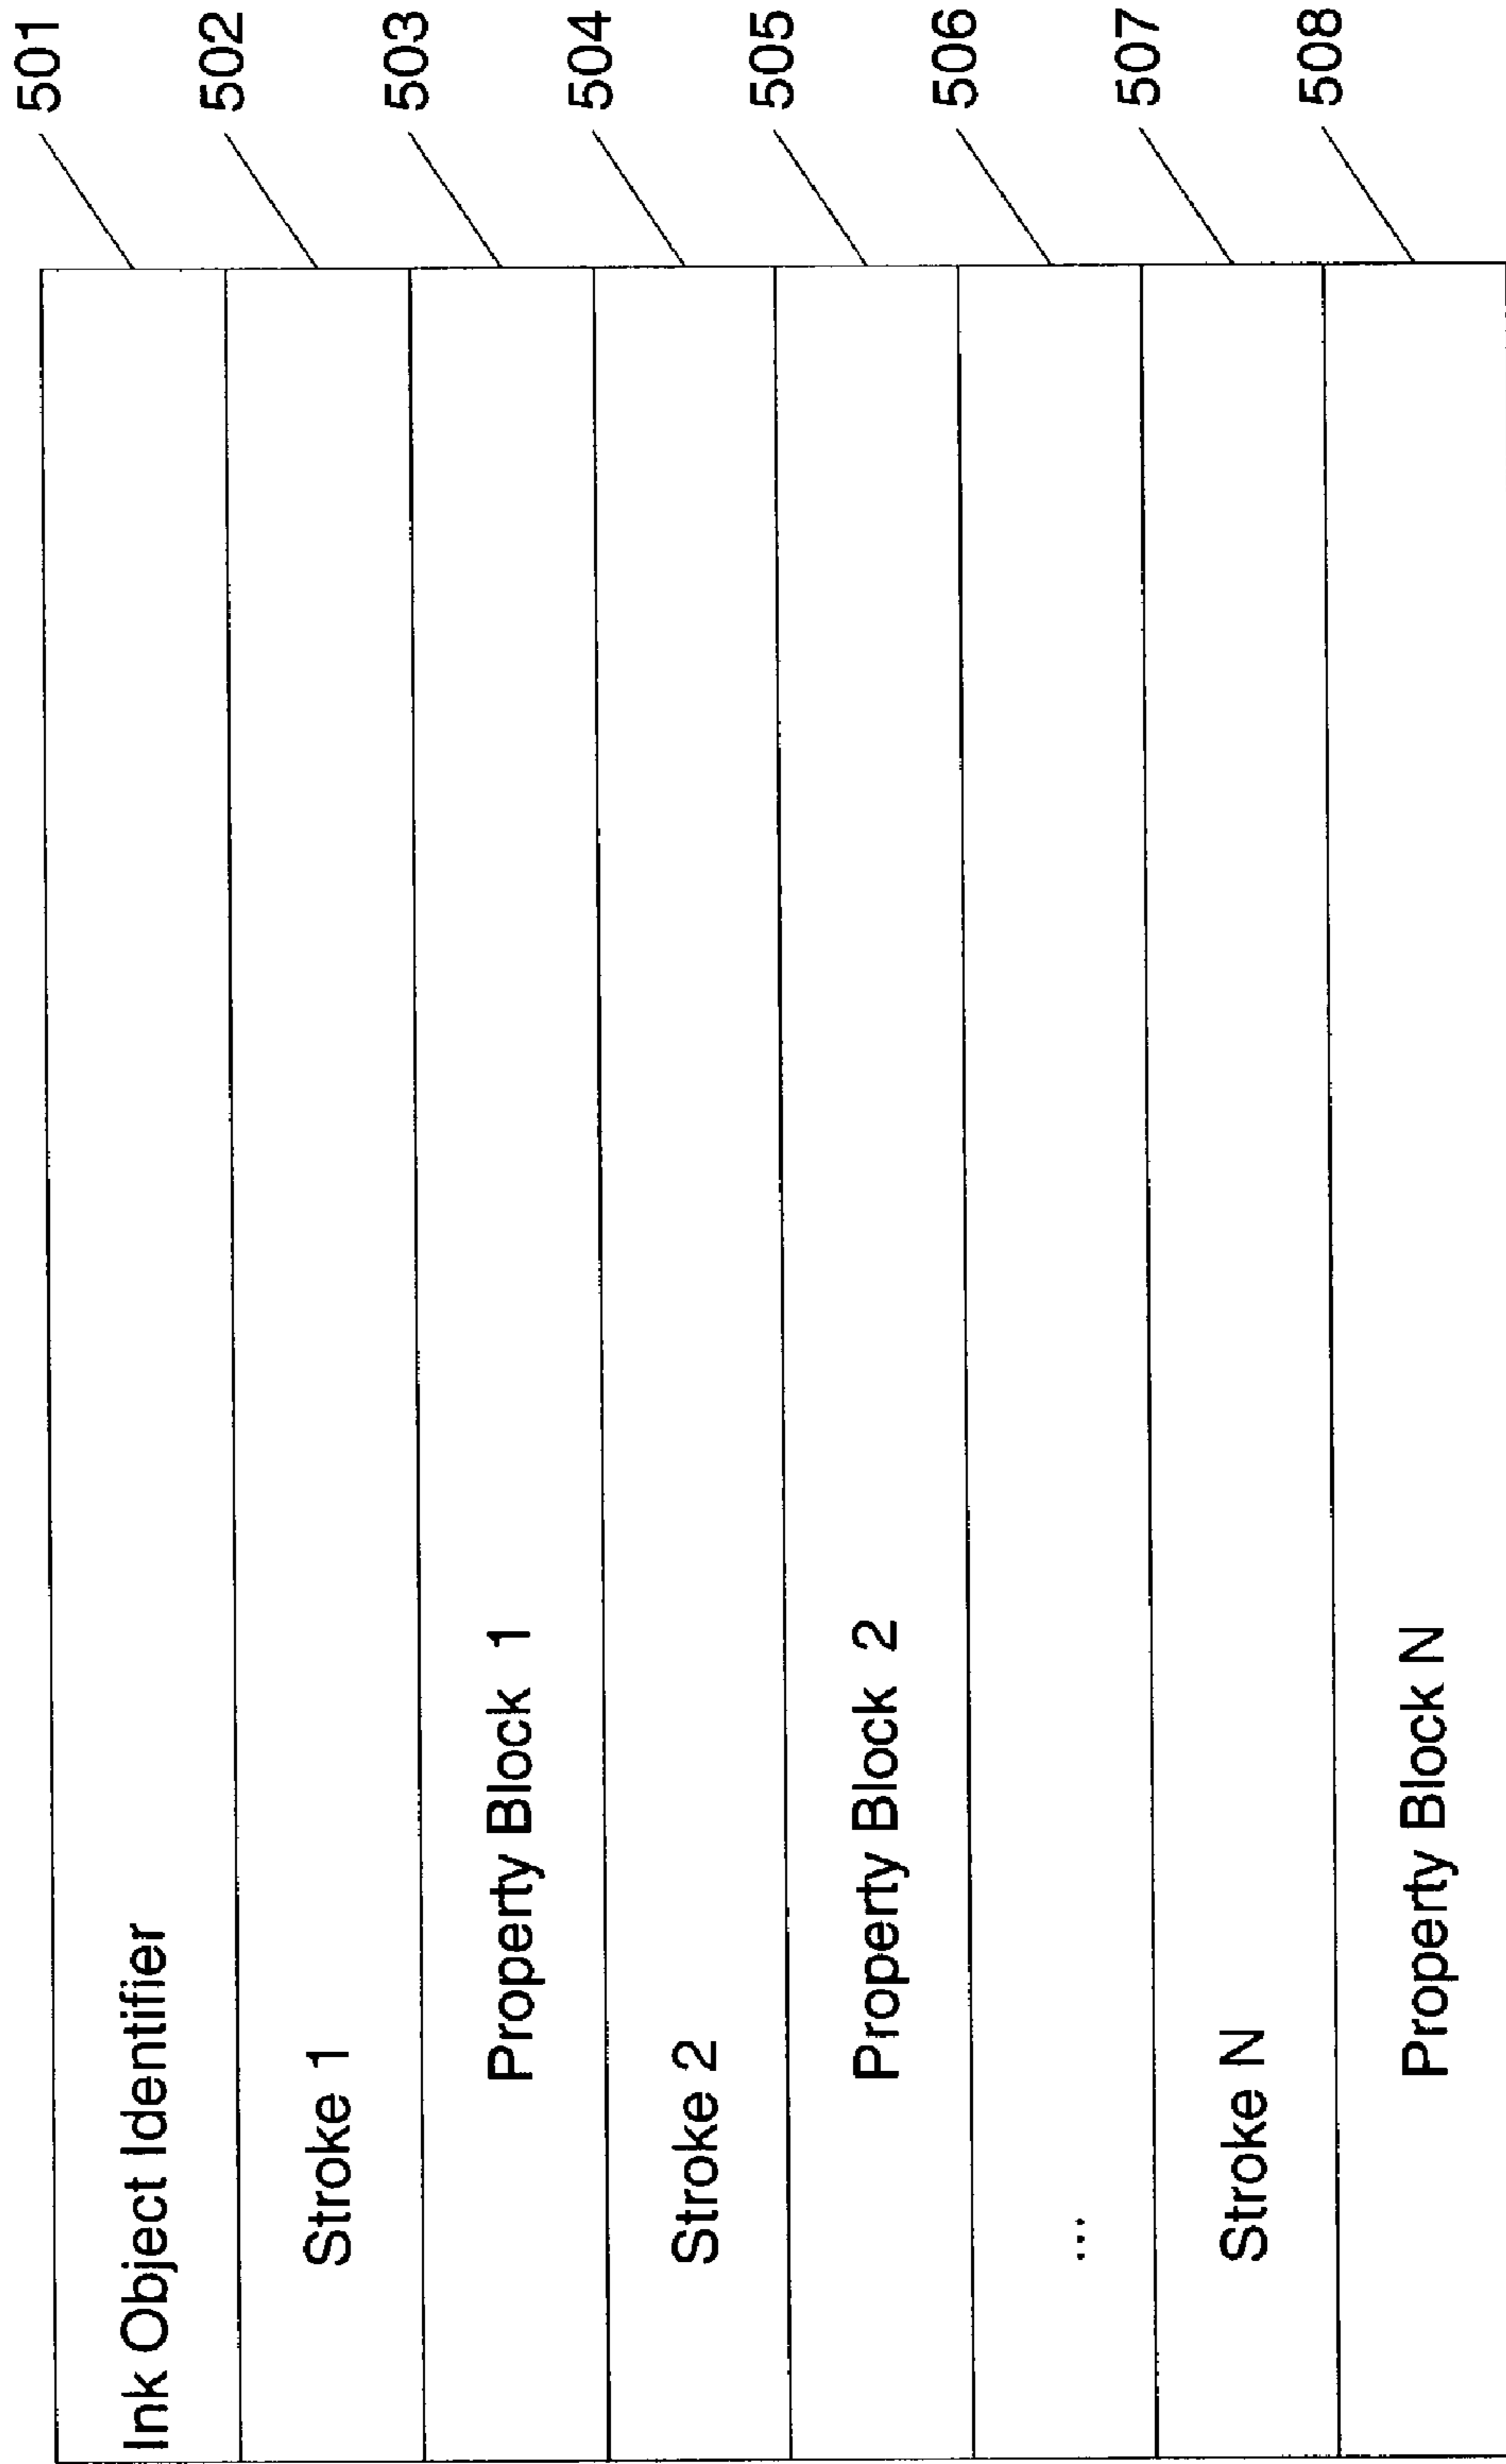 Ink Object Identifier 501
Stroke 1 502
Property Block 1 503
Stroke 2 504
Property Block 2 505
... 506
Stroke N 507
Property Block N 508